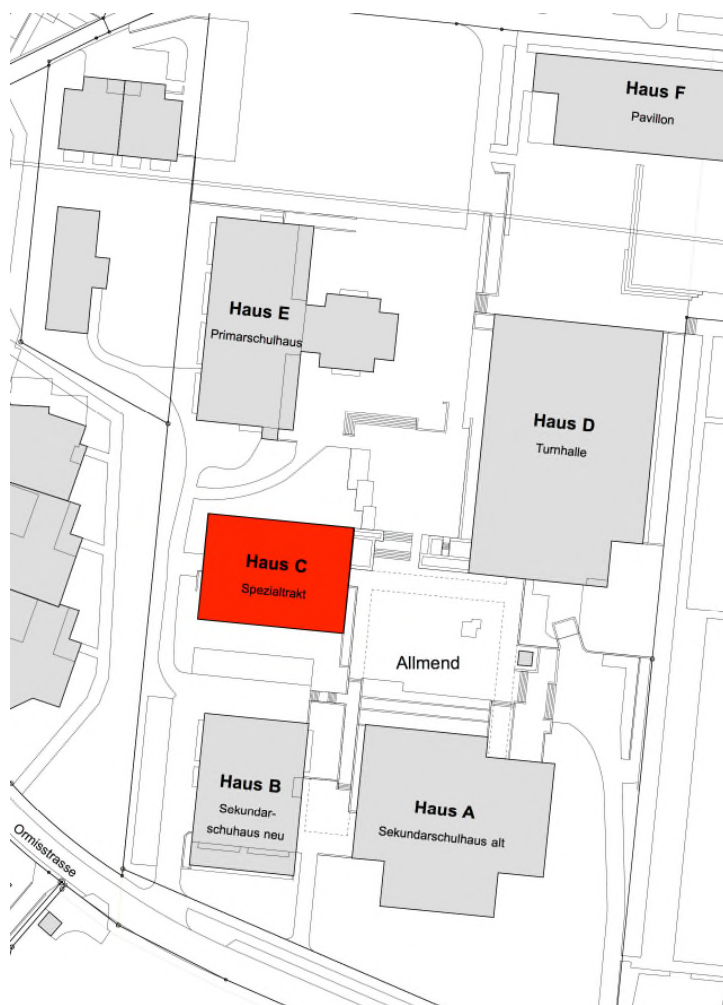 Haus F
Pavillon
Haus E
Primarschulhaus
Haus D
Turnhalle
Haus C
Spezialtrakt
Allmend
Haus B
Sekundar-
schuhaus neu
Haus A
Sekundarschulhaus alt
Ormisstrasse